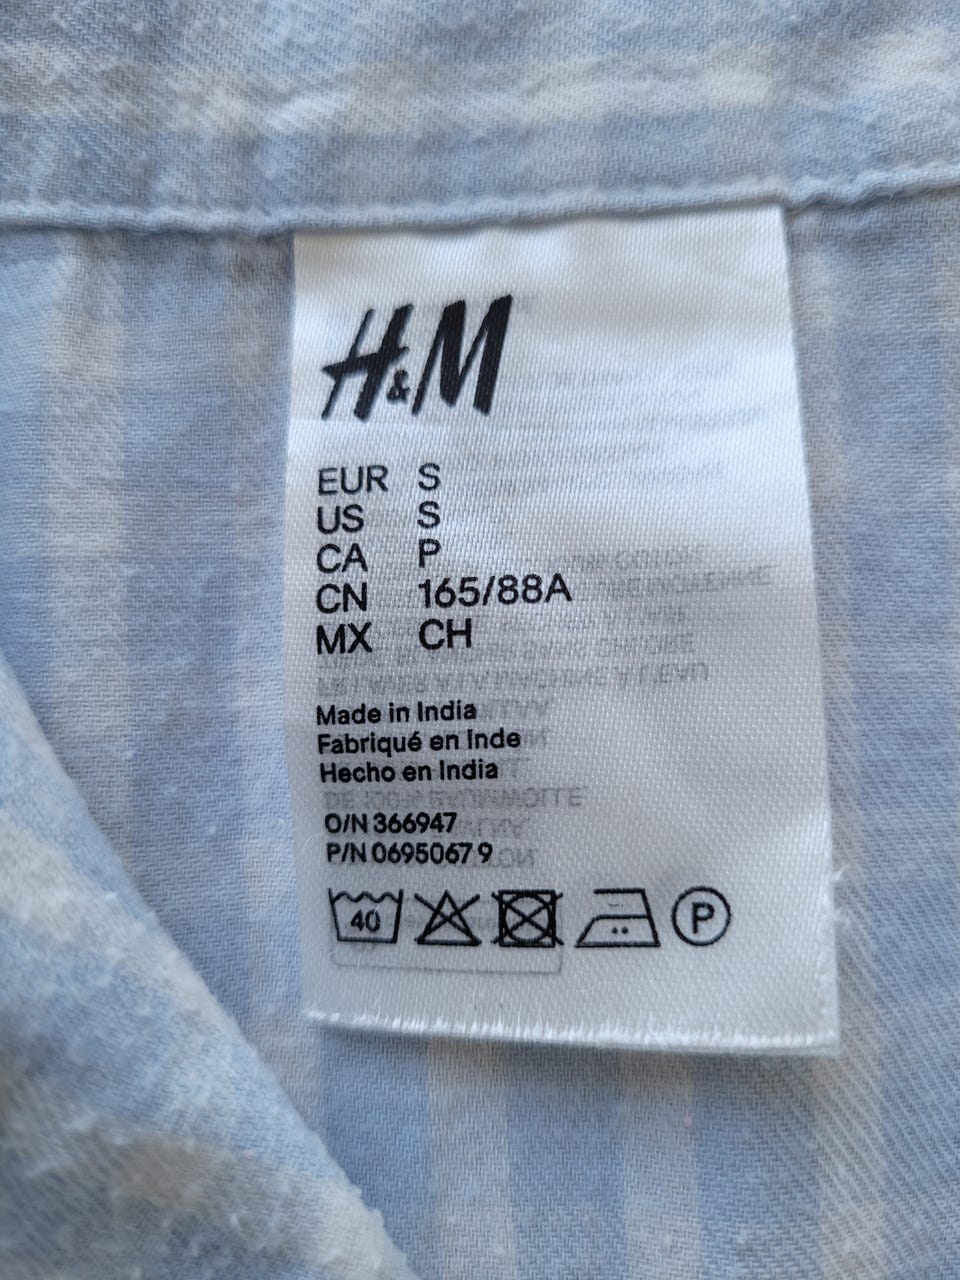 H&M
EUR S
US S
CA P
CN 165/88A
MX CH
Made in India
Fabriqué en Inde
Hecho en India
O/N 366947
P/N 0695067 9
40
P